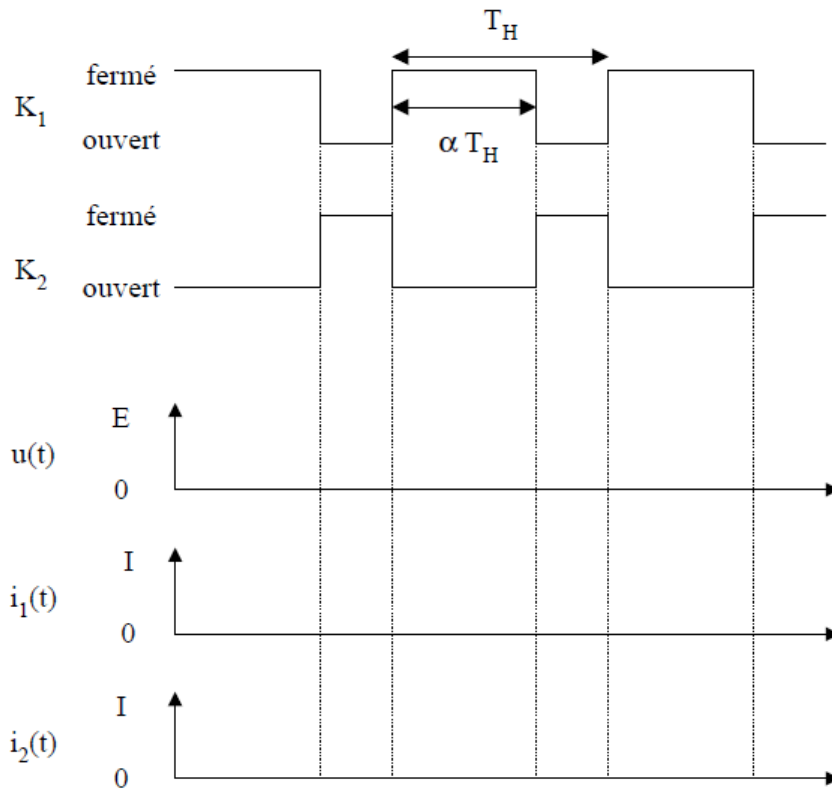 T_H
fermé
K_1
ouvert
α T_H
fermé
K_2
ouvert
E
u(t)
0
I
i_1(t)
0
I
i_2(t)
0